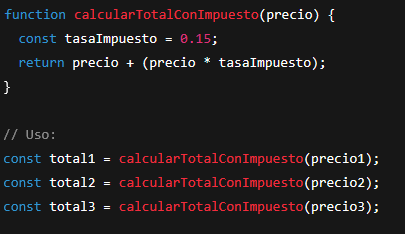 function calcularTotalConImpuesto(precio) {
  const tasaImpuesto = 0.15;
  return precio + (precio * tasaImpuesto);
}
// Uso:
const total1 = calcularTotalConImpuesto(precio1);
const total2 = calcularTotalConImpuesto(precio2);
const total3 = calcularTotalConImpuesto(precio3);